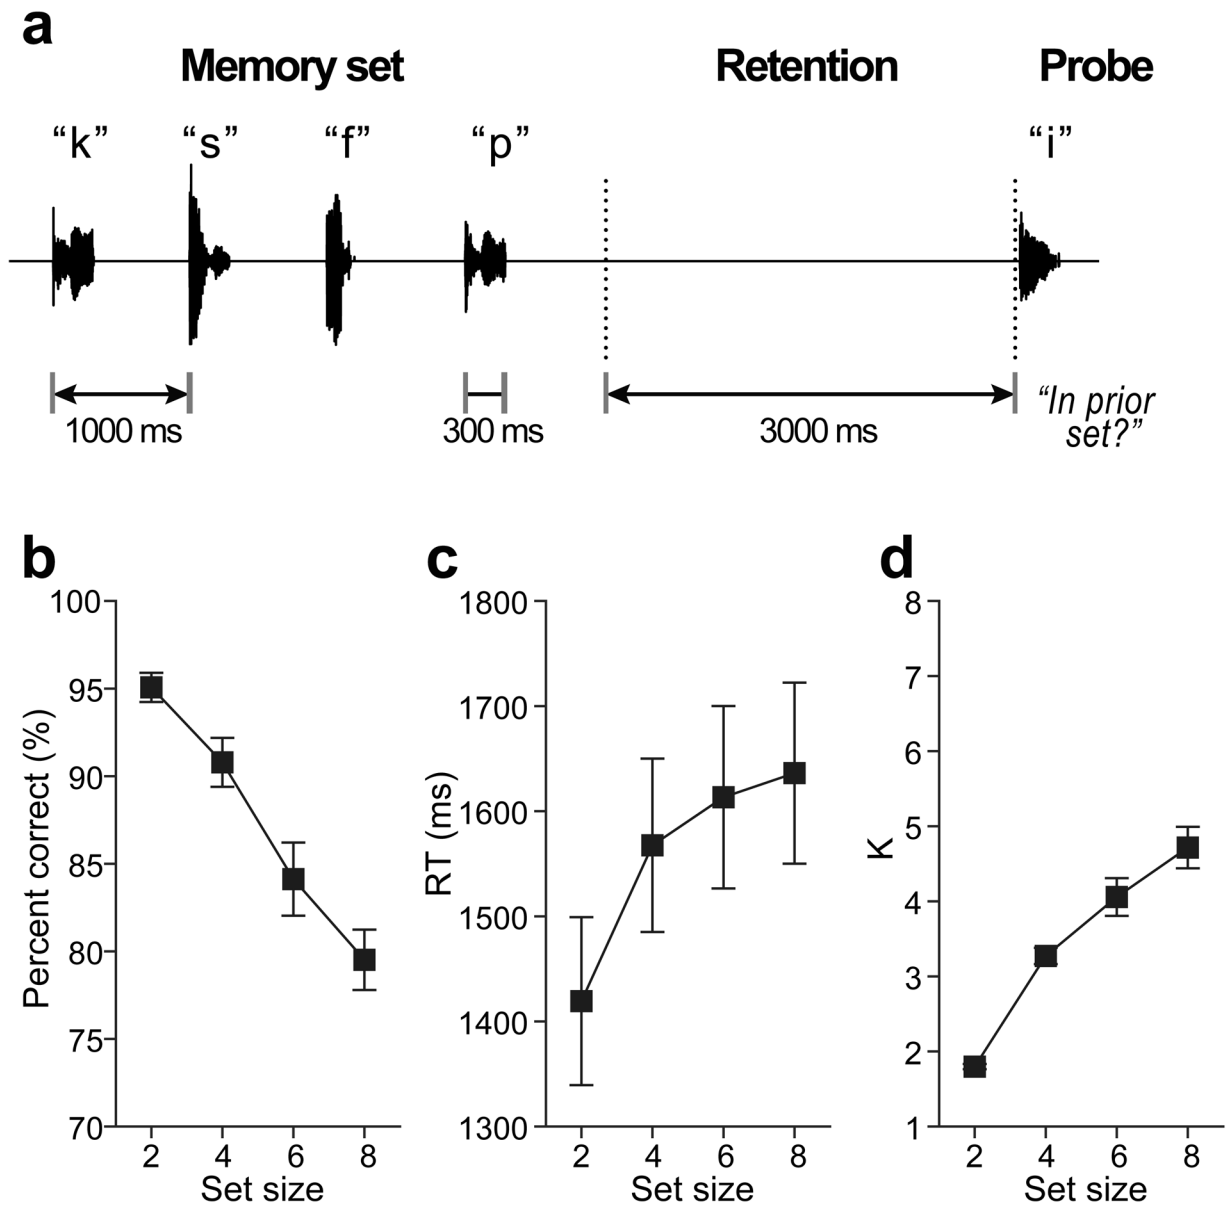 a
Memory set Retention Probe
“k” “s” “f” “p” “i”
1000 ms 300 ms 3000 ms
“In prior
set?”
b
100
95
90
85
80
75
70
Percent correct (%)
2 4 6 8
Set size
c
1800
1700
1600
1500
1400
1300
RT (ms)
2 4 6 8
Set size
d
8
7
6
5
4
3
2
1
K
2 4 6 8
Set size